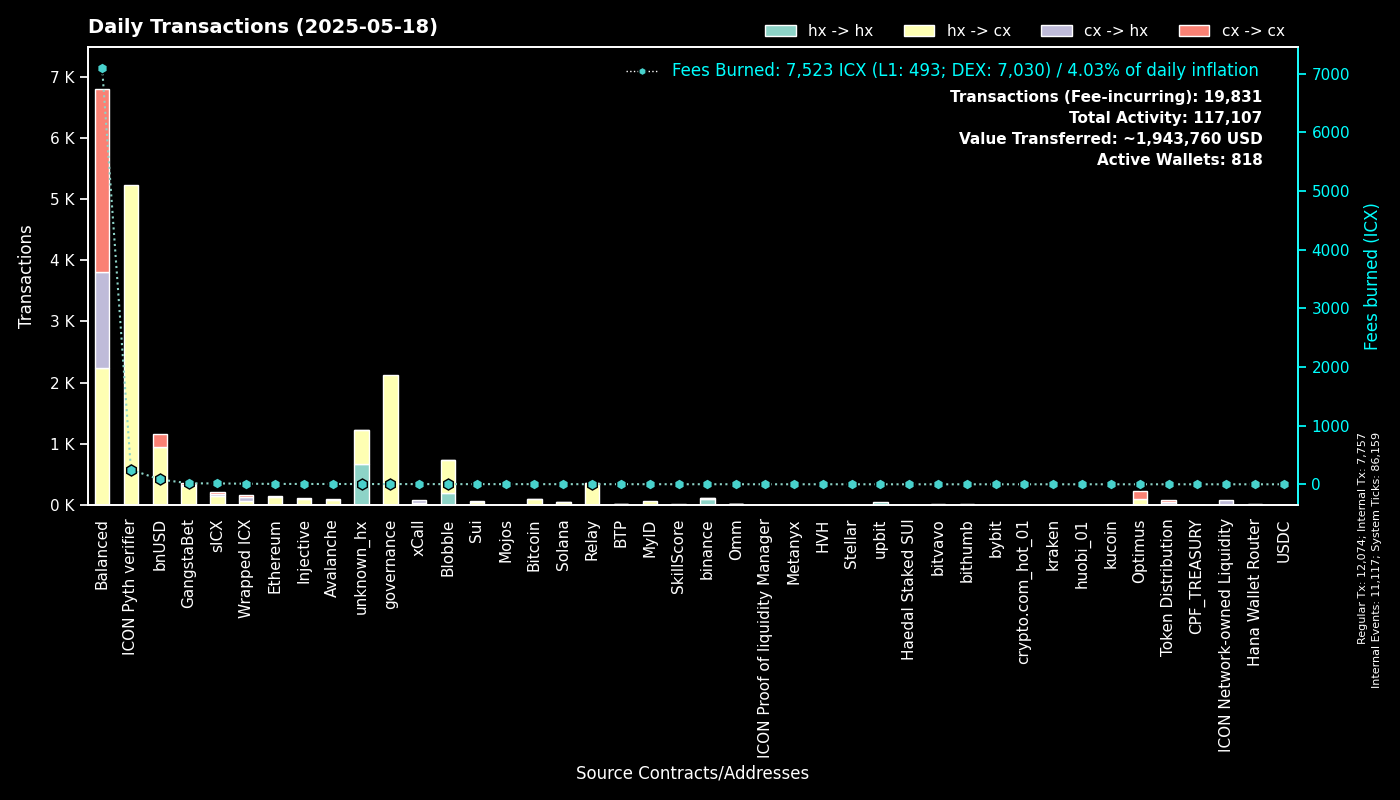 Daily Transactions (2025-05-18)
hx -> hx
hx -> cx
cx -> hx
cx -> cx
Fees Burned: 7,523 ICX (L1: 493; DEX: 7,030) / 4.03% of daily inflation
Transactions (Fee-incurring): 19,831
Total Activity: 117,107
Value Transferred: ~1,943,760 USD
Active Wallets: 818
Transactions
7 K
6 K
5 K
4 K
3 K
2 K
1 K
0 K
7000
6000
5000
4000
3000
2000
1000
0
Fees burned (ICX)
Regular Tx: 12,074; Internal Tx: 7,757
Internal Events: 11,117; System Ticks: 86,159
Balanced
ICON Pyth verifier
bnUSD
GangstaBet
sICX
Wrapped ICX
Ethereum
Injective
Avalanche
unknown_hx
governance
xCall
Blobble
Sui
Mojos
Bitcoin
Solana
Relay
BTP
MyID
SkillScore
binance
Omm
ICON Proof of liquidity Manager
Metanyx
HVH
Stellar
upbit
Haedal Staked SUI
bitvavo
bithumb
bybit
crypto.com_hot_01
kraken
huobi_01
kucoin
Optimus
Token Distribution
CPF_TREASURY
ICON Network-owned Liquidity
Hana Wallet Router
USDC
Source Contracts/Addresses